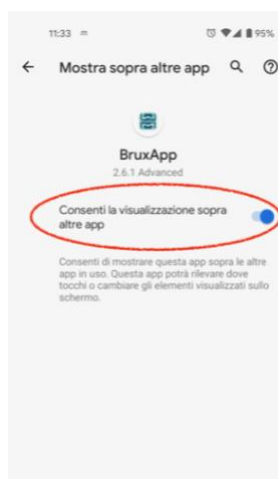 11:33
95%
Mostra sopra altre app
BruxApp
2.6.1 Advanced
Consenti la visualizzazione sopra
altre app
Consenti di mostrare questa app sopra le altre
app in uso. Questa app potrà rilevare dove
tocchi o cambiare gli elementi visualizzati sullo
schermo.